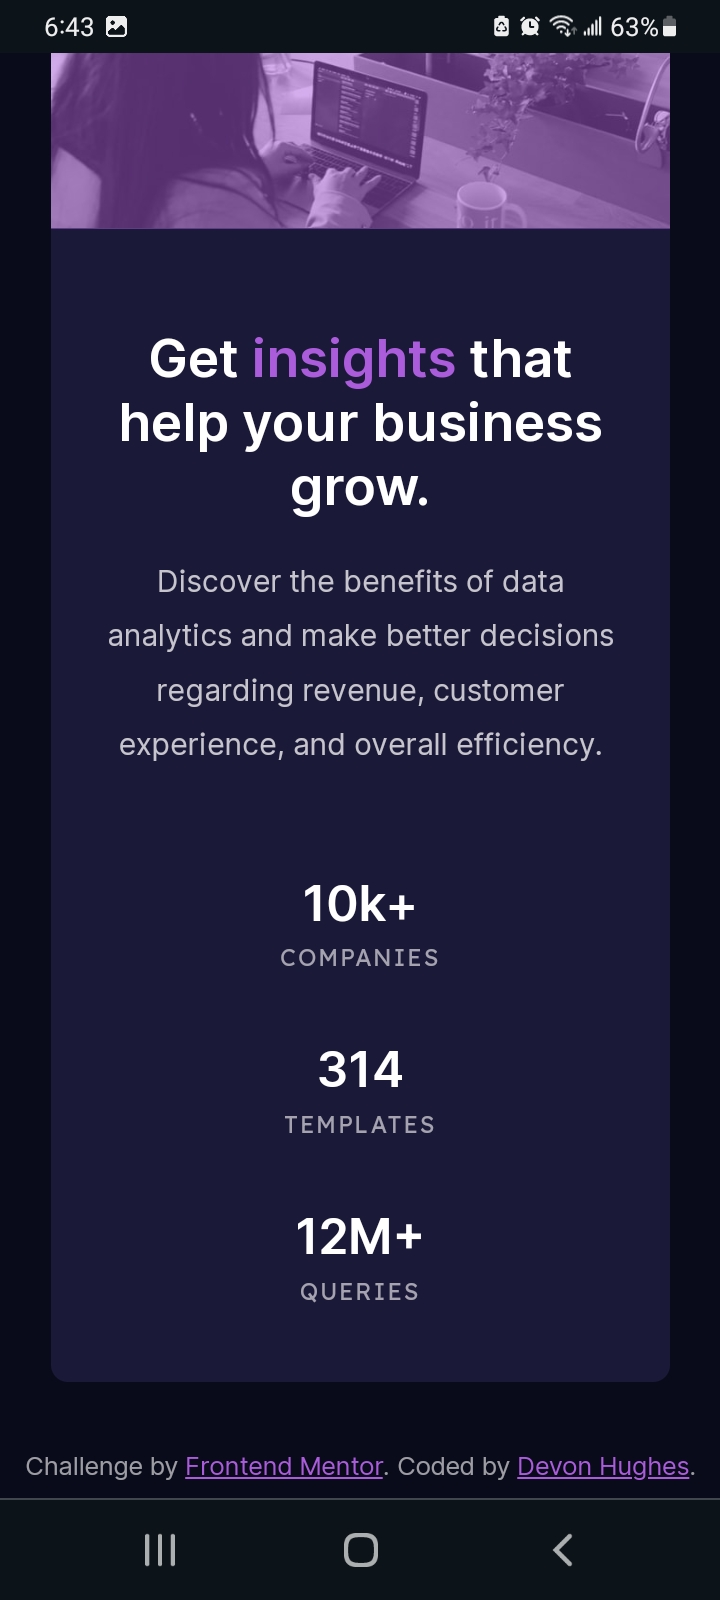 6:43 63%
Get insights that
help your business
grow.
Discover the benefits of data
analytics and make better decisions
regarding revenue, customer
experience, and overall efficiency.
10k+
COMPANIES
314
TEMPLATES
12M+
QUERIES
Challenge by Frontend Mentor. Coded by Devon Hughes.